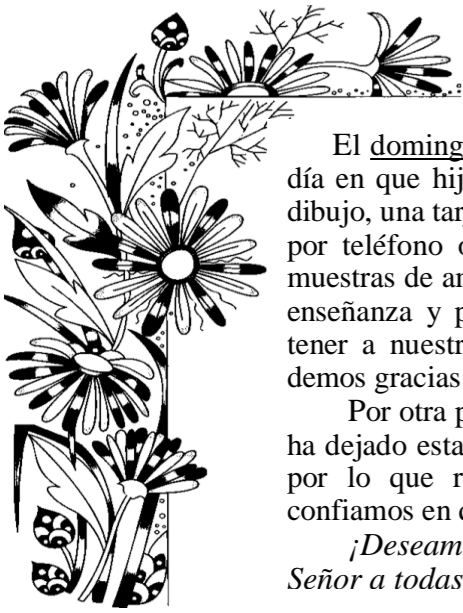 El doming
día en que hij
dibujo, una tar
por teléfono o
muestras de an
enseñanza y p
tener a nuestr
demos gracias
Por otra p
ha dejado esta
por lo que r
confiamos en d
¡Deseam
Señor a todas